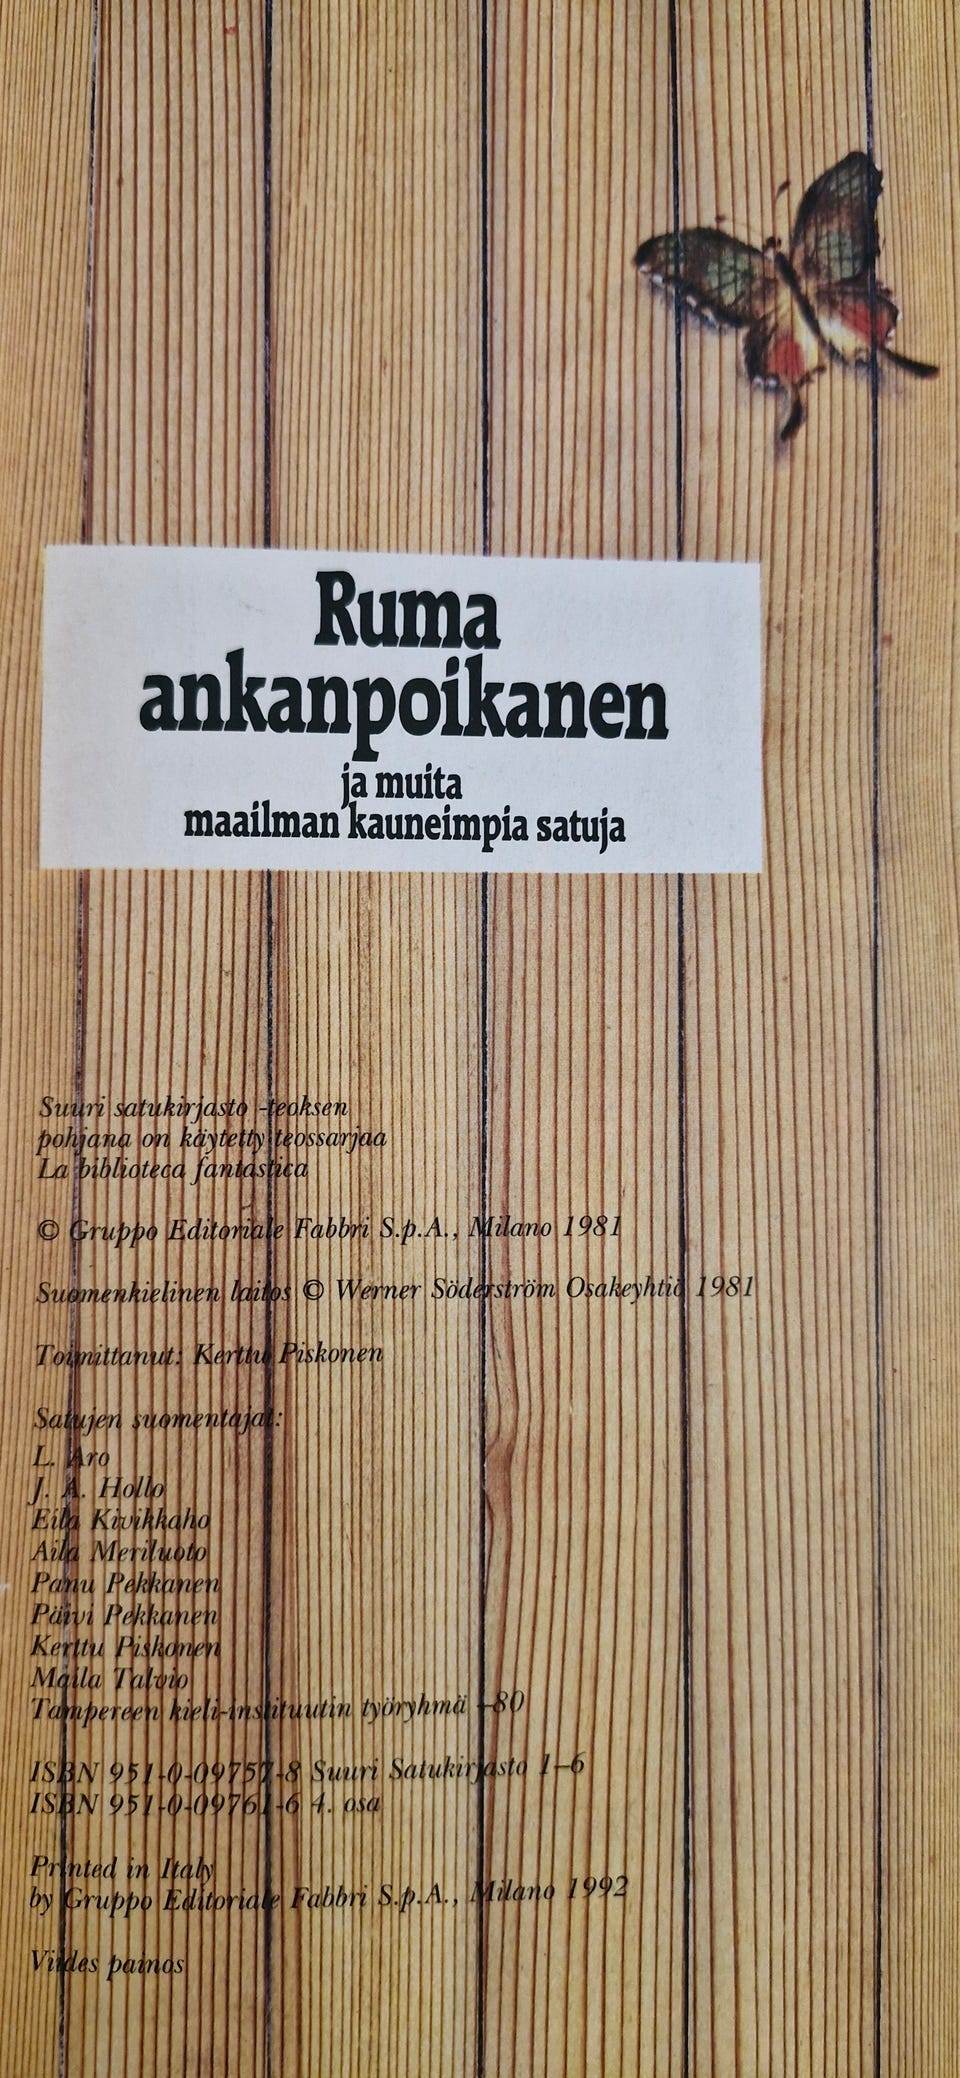 Ruma
ankanpoikanen
ja muita
maailman kauneimpia satuja
Suuri satukirjasto -teoksen
pohjana on käytetty teossarjaa
La biblioteca fantastica
© Gruppo Editoriale Fabbri S.p.A., Milano 1981
Suomenkielinen laitos © Werner Söderström Osakeyhtiö 1981
Toimittanut: Kerttu Piskonen
Satujen suomentajat:
L. Aro
J. A. Hollo
Eila Kivikkaho
Aila Meriluoto
Panu Pekkanen
Päivi Pekkanen
Kerttu Piskonen
Maila Talvio
Tampereen kieli-instituutin työryhmä -80
ISBN 951-0-09757-8 Suuri Satukirjasto 1–6
ISBN 951-0-09761-6 4. osa
Printed in Italy
by Gruppo Editoriale Fabbri S.p.A., Milano 1992
Viides painos